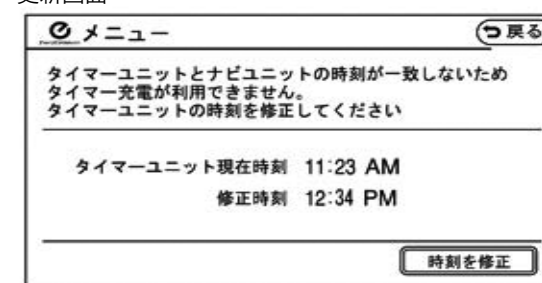 更新画面
メニュー
戻る
タイマーユニットとナビユニットの時刻が一致しないため
タイマー充電が利用できません。
タイマーユニットの時刻を修正してください
タイマーユニット現在時刻 11:23 AM
修正時刻 12:34 PM
時刻を修正